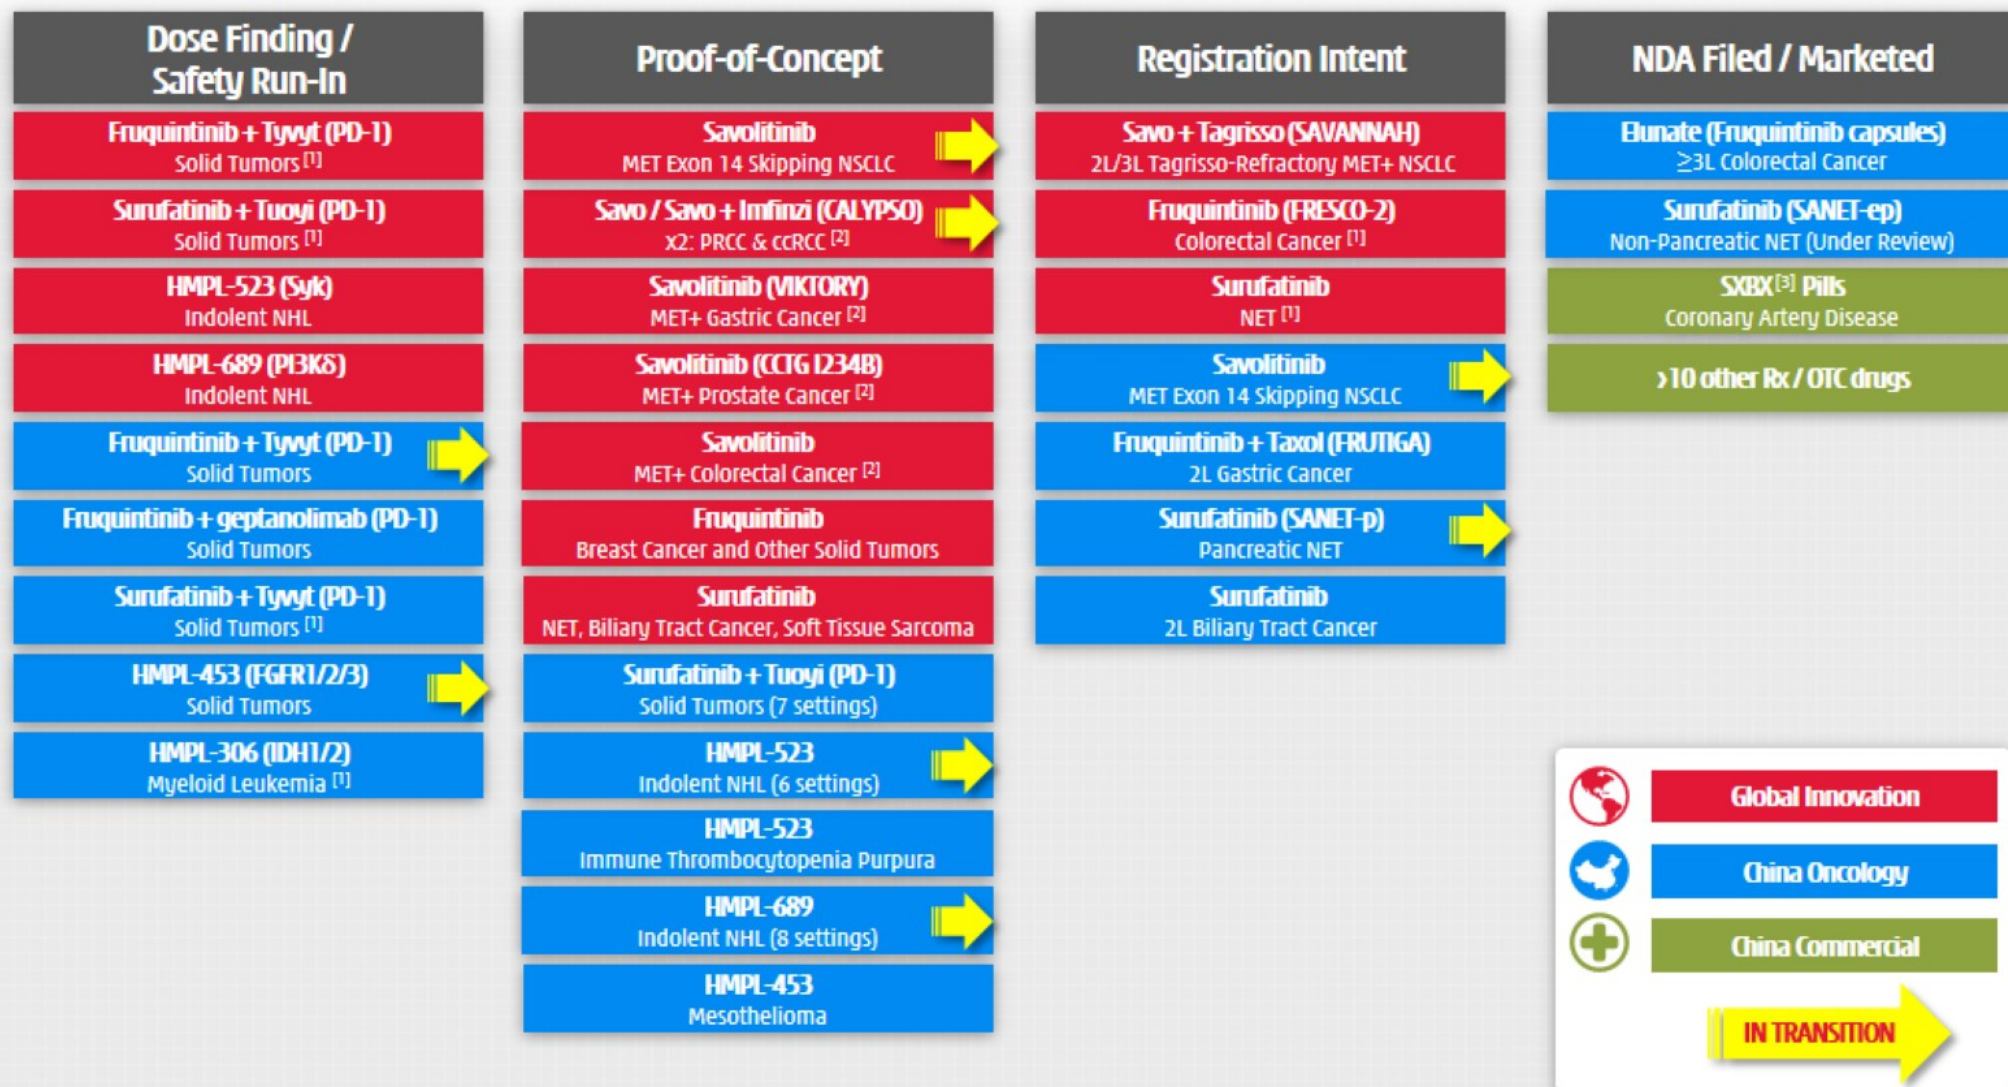 Dose Finding /
Safety Run-In
Fruquintinib + Tyvyt (PD-1)
Solid Tumors [1]
Surufatinib + Tuoyi (PD-1)
Solid Tumors [1]
HMPL-523 (Syk)
Indolent NHL
HMPL-689 (PI3Kδ)
Indolent NHL
Fruquintinib + Tyvyt (PD-1)
Solid Tumors
Fruquintinib + geptanolimab (PD-1)
Solid Tumors
Surufatinib + Tyvyt (PD-1)
Solid Tumors [1]
HMPL-453 (FGFR1/2/3)
Solid Tumors
HMPL-306 (IDH1/2)
Myeloid Leukemia [1]
Proof-of-Concept
Savolitinib
MET Exon 14 Skipping NSCLC
Savo / Savo + Imfinzi (CALYPSO)
x2: PRCC & ccRCC [2]
Savolitinib (VIKTORY)
MET+ Gastric Cancer [2]
Savolitinib (CCTG I234B)
MET+ Prostate Cancer [2]
Savolitinib
MET+ Colorectal Cancer [2]
Fruquintinib
Breast Cancer and Other Solid Tumors
Surufatinib
NET, Biliary Tract Cancer, Soft Tissue Sarcoma
Surufatinib + Tuoyi (PD-1)
Solid Tumors (7 settings)
HMPL-523
Indolent NHL (6 settings)
HMPL-523
Immune Thrombocytopenia Purpura
HMPL-689
Indolent NHL (8 settings)
HMPL-453
Mesothelioma
Registration Intent
Savo + Tagrisso (SAVANNAH)
2L/3L Tagrisso-Refractory MET+ NSCLC
Fruquintinib (FRESCO-2)
Colorectal Cancer [1]
Surufatinib
NET [1]
Savolitinib
MET Exon 14 Skipping NSCLC
Fruquintinib + Taxol (FRUTIGA)
2L Gastric Cancer
Surufatinib (SANET-p)
Pancreatic NET
Surufatinib
2L Biliary Tract Cancer
NDA Filed / Marketed
Elunate (Fruquintinib capsules)
≥3L Colorectal Cancer
Surufatinib (SANET-ep)
Non-Pancreatic NET (Under Review)
SXBX[3] Pills
Coronary Artery Disease
>10 other Rx / OTC drugs
Global Innovation
China Oncology
China Commercial
IN TRANSITION